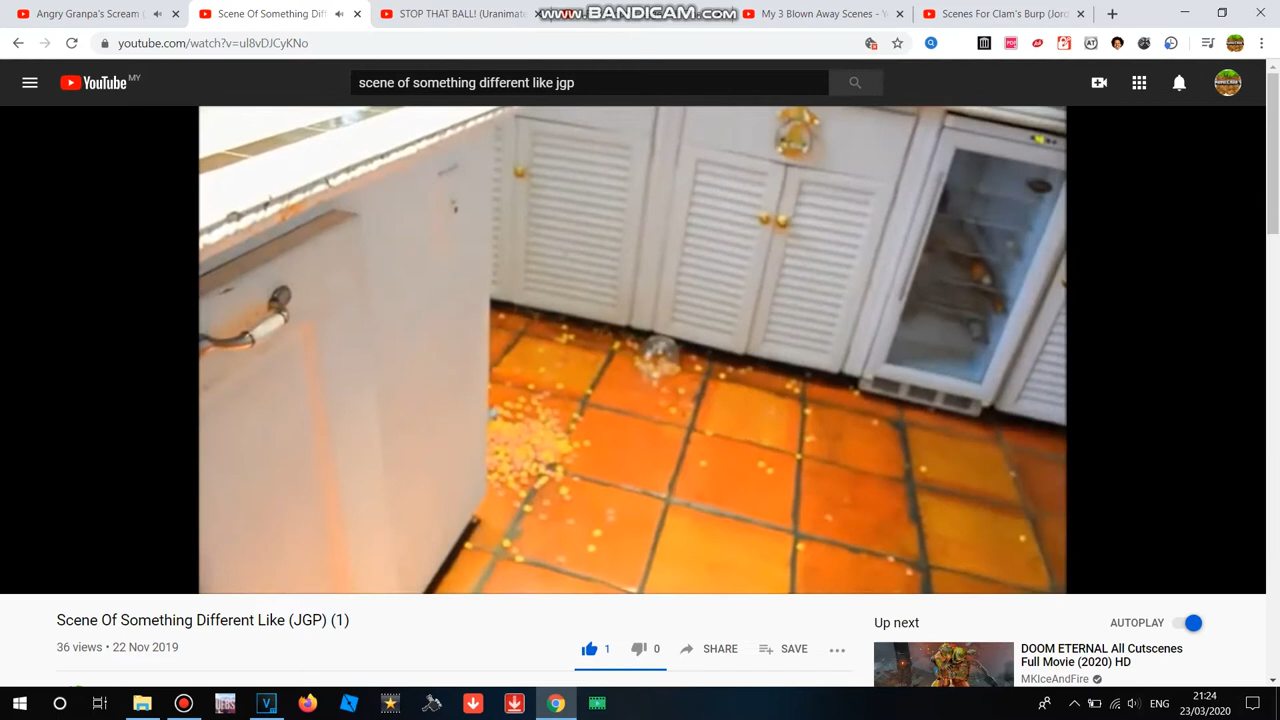 Angry Granpa's Scream (
Scene Of Something Diff
STOP THAT BALL! (Uranimate
WWW.BANDICAM.COM
My 3 Blown Away Scenes - Y
Scenes For Clam's Burp (Jor
youtube.com/watch?v=ul8vDJCyKNo
YouTube MY
scene of something different like jgp
Scene Of Something Different Like (JGP) (1)
36 views • 22 Nov 2019
1
0
SHARE
SAVE
Up next
AUTOPLAY
DOOM ETERNAL All Cutscenes
Full Movie (2020) HD
MKIceAndFire
ENG
21:24
23/03/2020